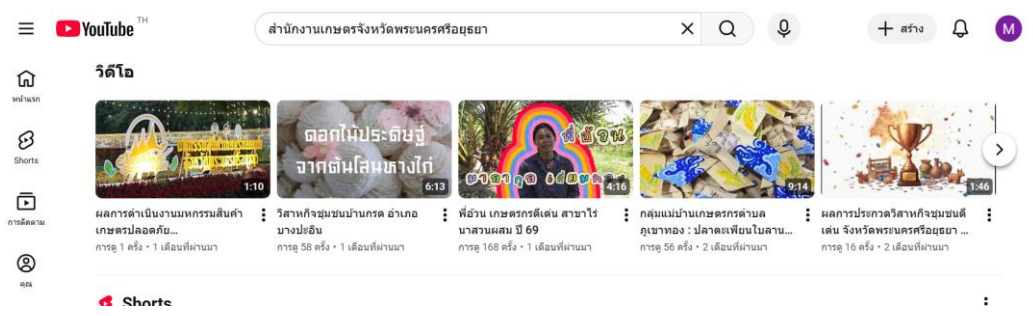 YouTube TH
สำนักงานเกษตรจังหวัดพระนครศรีอยุธยา
สร้าง
M
หน้าแรก
Shorts
การติดตาม
คุณ
วิดีโอ
1:10
ผลการดำเนินงานมหกรรมสินค้า
เกษตรปลอดภัย...
การดู 1 ครั้ง • 1 เดือนที่ผ่านมา
ดอกไม้ประดิษฐ์
จากต้นโสนหางไก่
6:13
วิสาหกิจชุมชนบ้านกรด อำเภอ
บางปะอิน
การดู 58 ครั้ง • 1 เดือนที่ผ่านมา
พี่อ้วน
4:16
พี่อ้วน เกษตรกรดีเด่น สาขาไร่
นาสวนผสม ปี 69
การดู 168 ครั้ง • 1 เดือนที่ผ่านมา
9:14
กลุ่มแม่บ้านเกษตรกรตำบล
ภูเขาทอง : ปลาตะเพียนใบลาน...
การดู 56 ครั้ง • 2 เดือนที่ผ่านมา
1:46
ผลการประกวดวิสาหกิจชุมชนดี
เด่น จังหวัดพระนครศรีอยุธยา ...
การดู 16 ครั้ง • 2 เดือนที่ผ่านมา
Shorts